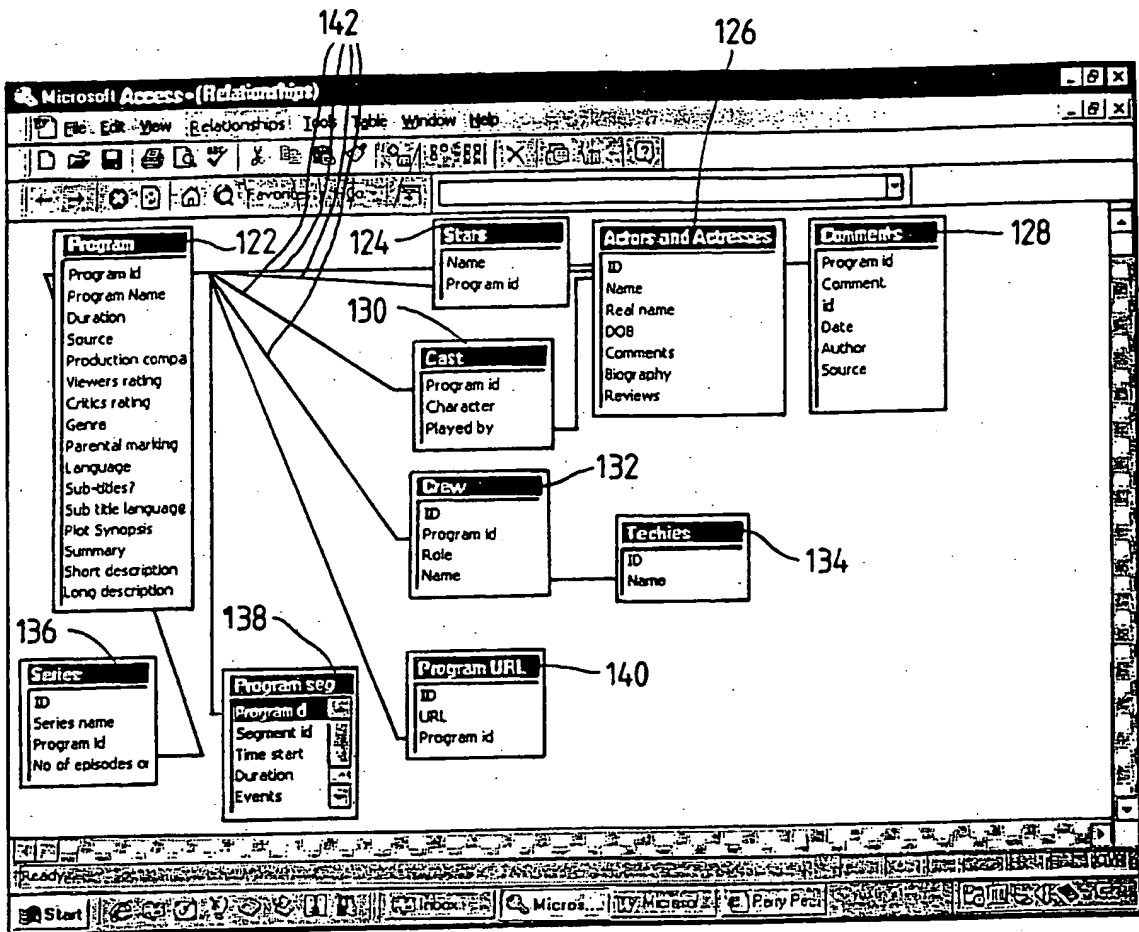 142
126
Microsoft Access - (Relationships)
File Edit View Relationships Tools Table Window Help
Program
122
Program id
Program Name
Duration
Source
Production compa
Viewers rating
Critics rating
Genre
Parental marking
Language
Sub-titles?
Sub title language
Plot Synopsis
Summary
Short description
Long description
124
Stars
Name
Program id
Actors and Actresses
ID
Name
Real name
DOB
Comments
Biography
Reviews
Comments
128
Program id
Comment
id
Date
Author
Source
130
Cast
Program id
Character
Played by
Crew
132
ID
Program id
Role
Name
Techies
134
ID
Name
136
Series
ID
Series name
Program id
No of episodes or
138
Program seg
Program d
Segment id
Time start
Duration
Events
Program URL
140
ID
URL
Program id
Ready
Start
Inbox
Micros...